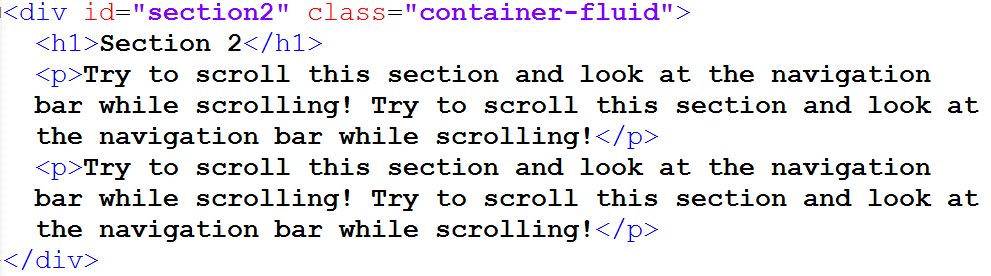 <div id="section2" class="container-fluid">
<h1>Section 2</h1>
<p>Try to scroll this section and look at the navigation
bar while scrolling! Try to scroll this section and look at
the navigation bar while scrolling!</p>
<p>Try to scroll this section and look at the navigation
bar while scrolling! Try to scroll this section and look at
the navigation bar while scrolling!</p>
</div>